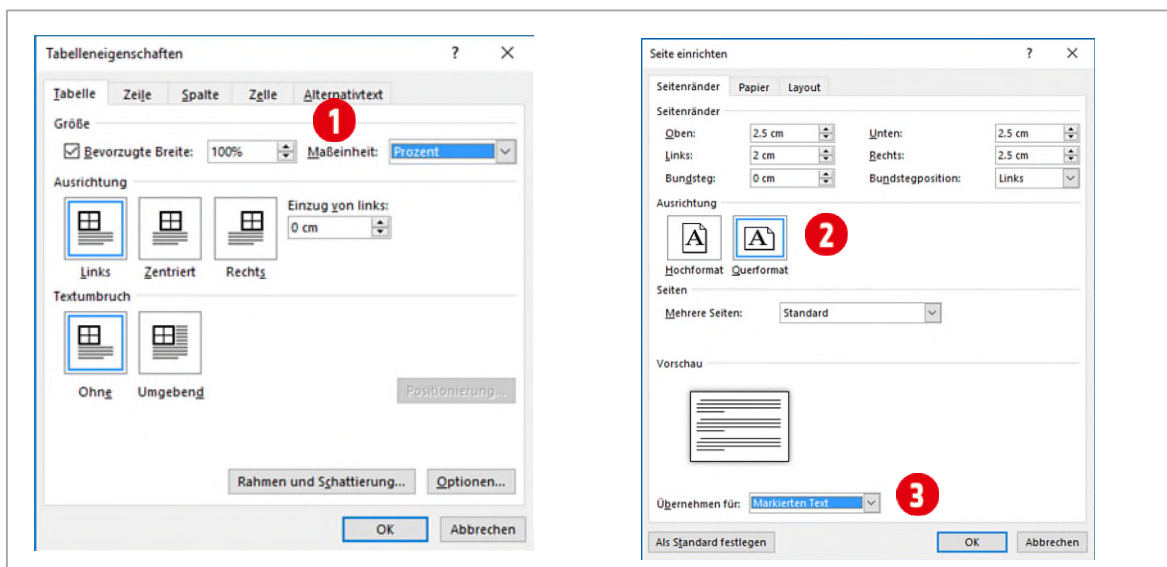 Tabelleneigenschaften ? ×
Tabelle Zeile Spalte Zelle Alternativtext
1
Größe
Bevorzugte Breite: 100% Maßeinheit: Prozent
Ausrichtung
Einzug von links:
0 cm
Links Zentriert Rechts
Textumbruch
Ohne Umgebend
Positionierung...
Rahmen und Schattierung... Optionen...
OK Abbrechen
Seite einrichten ? ×
Seitenränder Papier Layout
Seitenränder
Oben: 2.5 cm Unten: 2.5 cm
Links: 2 cm Rechts: 2.5 cm
Bundsteg: 0 cm Bundstegposition: Links
Ausrichtung
A A 2
Hochformat Querformat
Seiten
Mehrere Seiten: Standard
Vorschau
Übernehmen für: Markierten Text 3
Als Standard festlegen OK Abbrechen